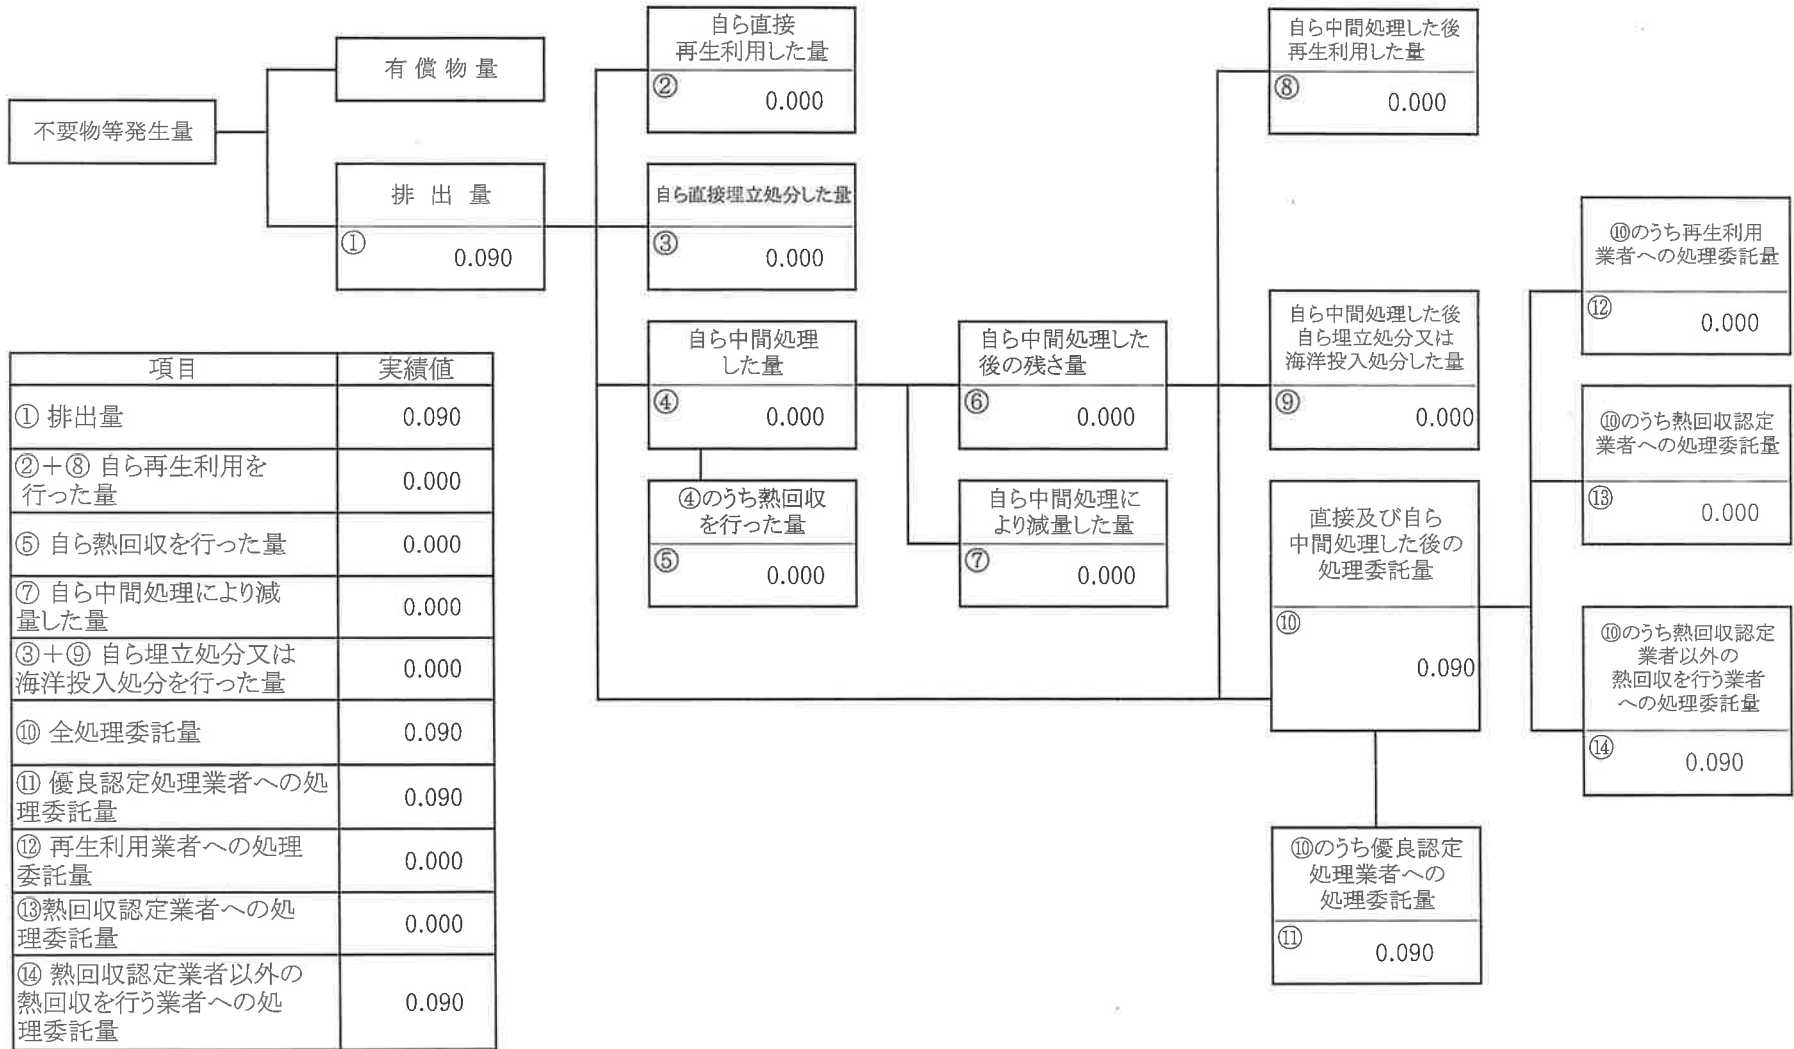 不要物等発生量
有償物量
排出量
①
0.090
自ら直接
再生利用した量
②
0.000
自ら直接埋立処分した量
③
0.000
自ら中間処理
した量
④
0.000
④のうち熱回収
を行った量
⑤
0.000
自ら中間処理した
後の残さ量
⑥
0.000
自ら中間処理に
より減量した量
⑦
0.000
自ら中間処理した後
再生利用した量
⑧
0.000
自ら中間処理した後
自ら埋立処分又は
海洋投入処分した量
⑨
0.000
直接及び自ら
中間処理した後の
処理委託量
⑩
0.090
⑩のうち優良認定
処理業者への
処理委託量
⑪
0.090
⑩のうち再生利用
業者への処理委託量
⑫
0.000
⑩のうち熱回収認定
業者への処理委託量
⑬
0.000
⑩のうち熱回収認定
業者以外の
熱回収を行う業者
への処理委託量
⑭
0.090
項目 実績値
① 排出量 0.090
②+⑧ 自ら再生利用を
行った量 0.000
⑤ 自ら熱回収を行った量 0.000
⑦ 自ら中間処理により減
量した量 0.000
③+⑨ 自ら埋立処分又は
海洋投入処分を行った量 0.000
⑩ 全処理委託量 0.090
⑪ 優良認定処理業者への処
理委託量 0.090
⑫ 再生利用業者への処理
委託量 0.000
⑬熱回収認定業者への処
理委託量 0.000
⑭ 熱回収認定業者以外の
熱回収を行う業者への処
理委託量 0.090